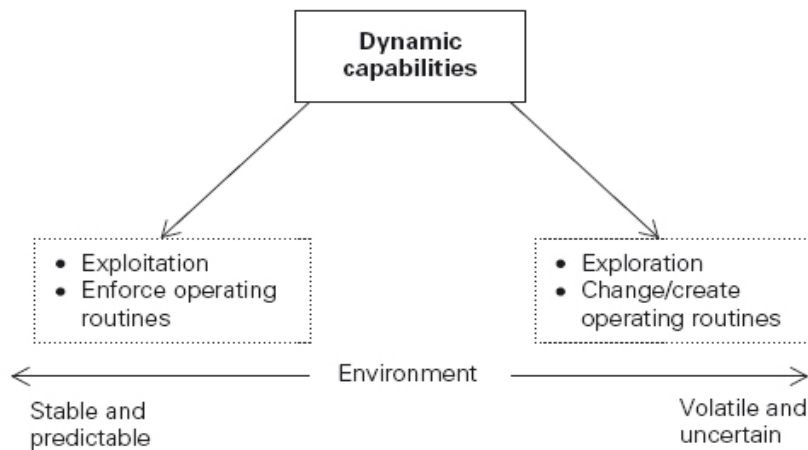 Dynamic
capabilities
• Exploitation
• Enforce operating
routines
• Exploration
• Change/create
operating routines
Environment
Stable and
predictable
Volatile and
uncertain